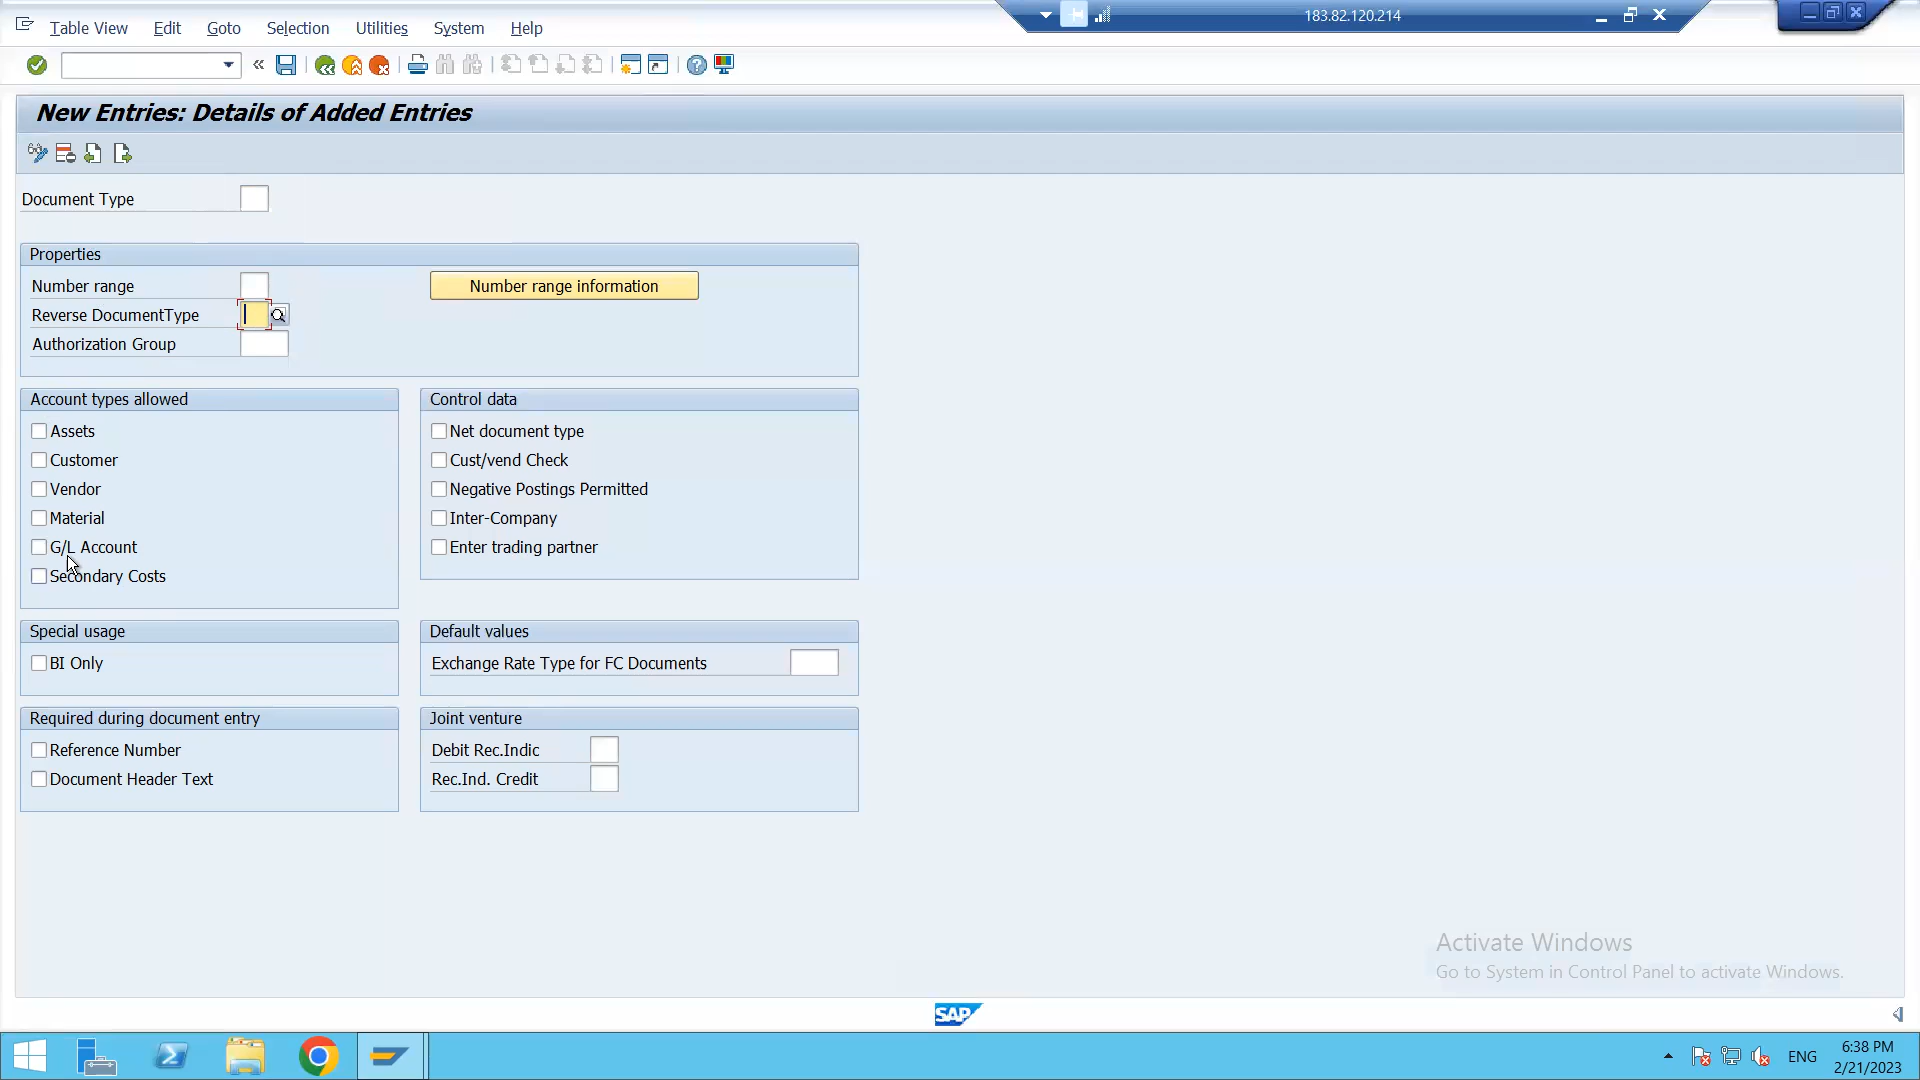 Table View Edit Goto Selection Utilities System Help
183.82.120.214
New Entries: Details of Added Entries
Document Type
Properties
Number range
Number range information
Reverse DocumentType
Authorization Group
Account types allowed
Assets
Customer
Vendor
Material
G/L Account
Secondary Costs
Control data
Net document type
Cust/vend Check
Negative Postings Permitted
Inter-Company
Enter trading partner
Special usage
BI Only
Default values
Exchange Rate Type for FC Documents
Required during document entry
Reference Number
Document Header Text
Joint venture
Debit Rec.Indic
Rec.Ind. Credit
Activate Windows
Go to System in Control Panel to activate Windows.
SAP
ENG
6:38 PM
2/21/2023